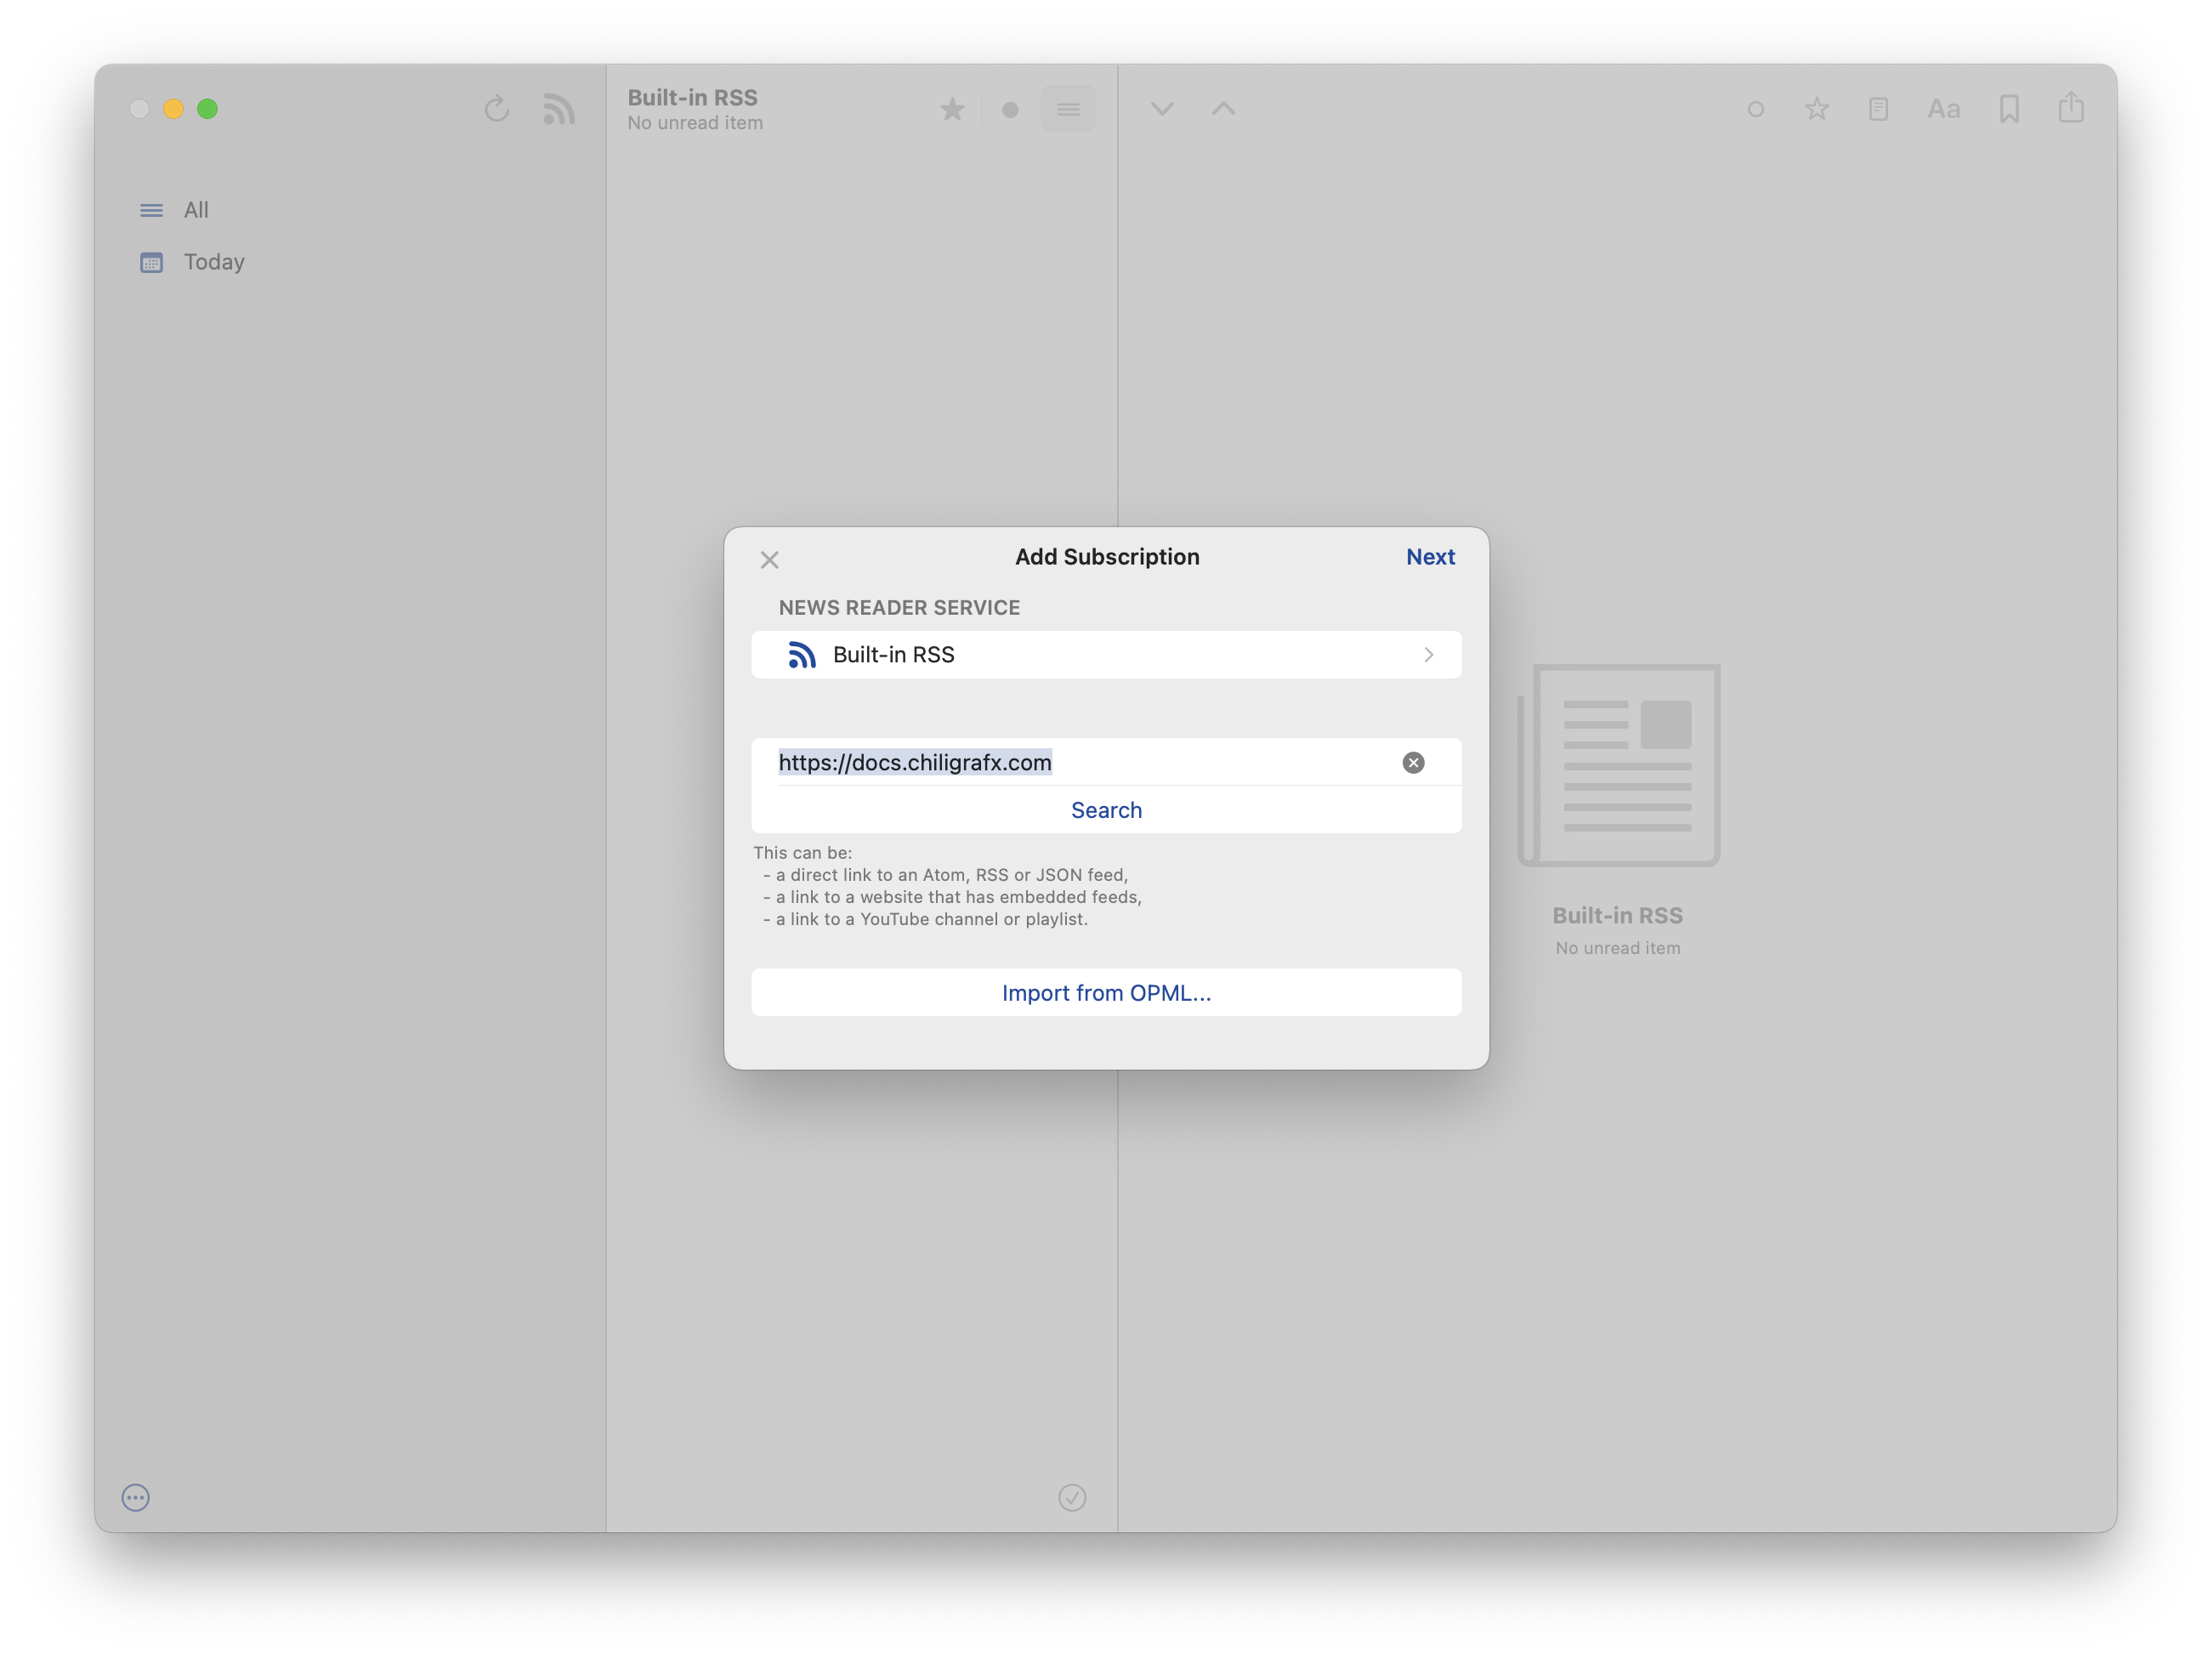 Built-in RSS
No unread item
Aa
All
Today
Add Subscription
Next
NEWS READER SERVICE
Built-in RSS
https://docs.chiligrafx.com
Search
This can be:
- a direct link to an Atom, RSS or JSON feed,
- a link to a website that has embedded feeds,
- a link to a YouTube channel or playlist.
Import from OPML...
Built-in RSS
No unread item